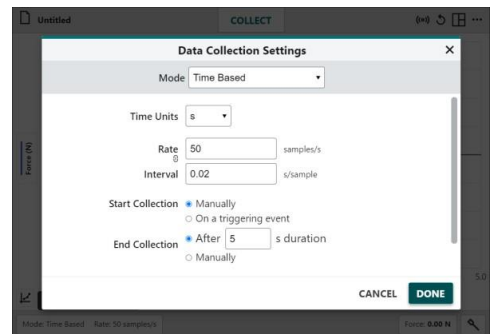 Untitled
COLLECT
Data Collection Settings
Mode Time Based
Time Units s
Rate 50 samples/s
Interval 0.02 s/sample
Start Collection Manually
On a triggering event
End Collection After 5 s duration
Manually
CANCEL DONE
Force (N)
5.0
Mode: Time Based Rate: 50 samples/s Force: 0.00 N